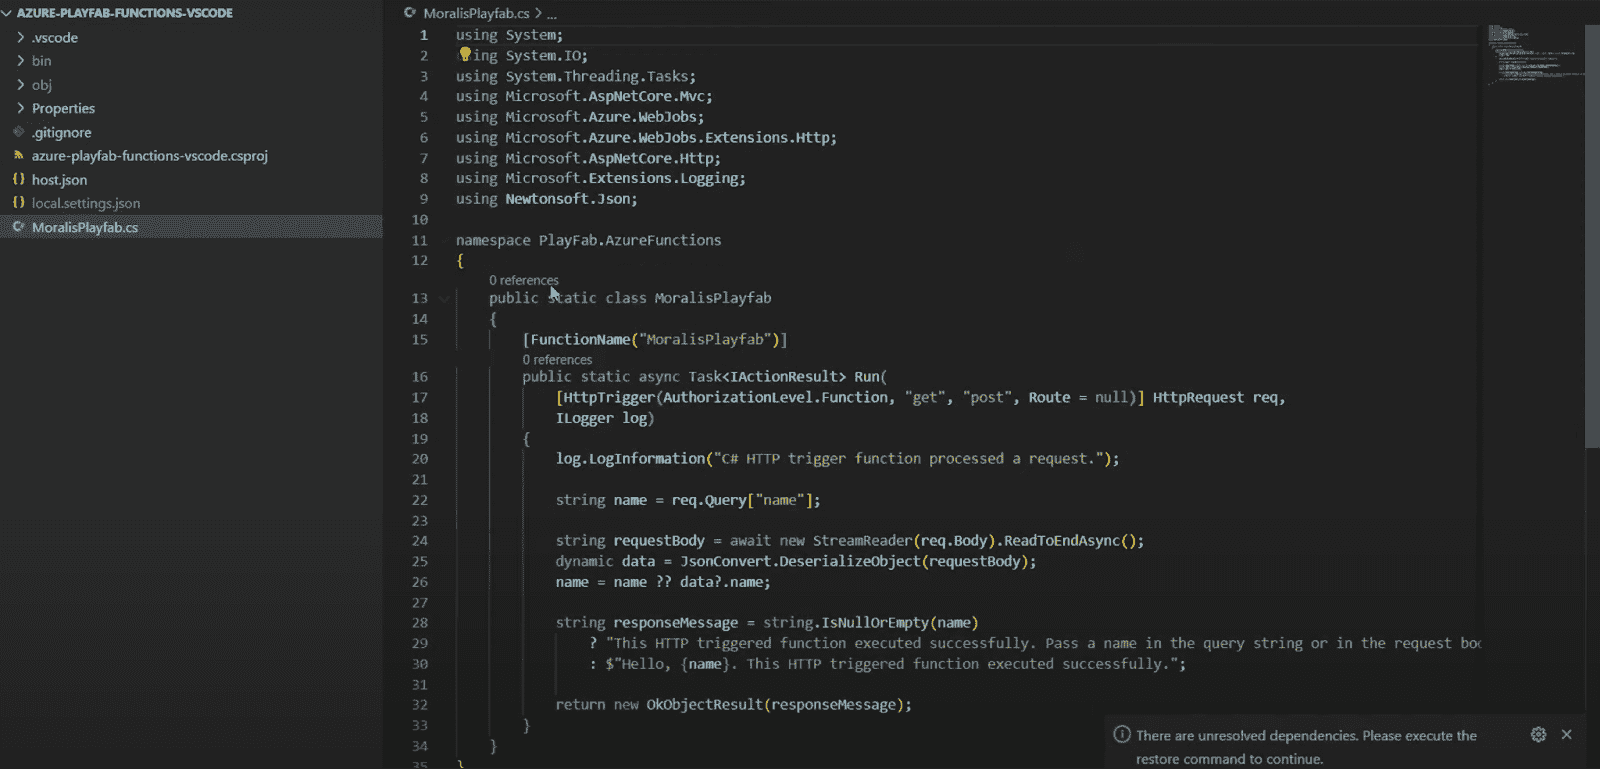 AZURE-PLAYFAB-FUNCTIONS-VSCODE
.vscode
bin
obj
Properties
.gitignore
azure-playfab-functions-vscode.csproj
host.json
local.settings.json
MoralisPlayfab.cs
MoralisPlayfab.cs > ...
1 using System;
2 ing System.IO;
3 using System.Threading.Tasks;
4 using Microsoft.AspNetCore.Mvc;
5 using Microsoft.Azure.WebJobs;
6 using Microsoft.Azure.WebJobs.Extensions.Http;
7 using Microsoft.AspNetCore.Http;
8 using Microsoft.Extensions.Logging;
9 using Newtonsoft.Json;
10
11 namespace PlayFab.AzureFunctions
12 {
0 references
13 public static class MoralisPlayfab
14 {
15 [FunctionName("MoralisPlayfab")]
0 references
16 public static async Task<IActionResult> Run(
17 [HttpTrigger(AuthorizationLevel.Function, "get", "post", Route = null)] HttpRequest req,
18 ILogger log)
19 {
20 log.LogInformation("C# HTTP trigger function processed a request.");
21
22 string name = req.Query["name"];
23
24 string requestBody = await new StreamReader(req.Body).ReadToEndAsync();
25 dynamic data = JsonConvert.DeserializeObject(requestBody);
26 name = name ?? data?.name;
27
28 string responseMessage = string.IsNullOrEmpty(name)
29 ? "This HTTP triggered function executed successfully. Pass a name in the query string or in the request bo
30 : $"Hello, {name}. This HTTP triggered function executed successfully.";
31
32 return new OkObjectResult(responseMessage);
33 }
34 }
35 }
There are unresolved dependencies. Please execute the
restore command to continue.